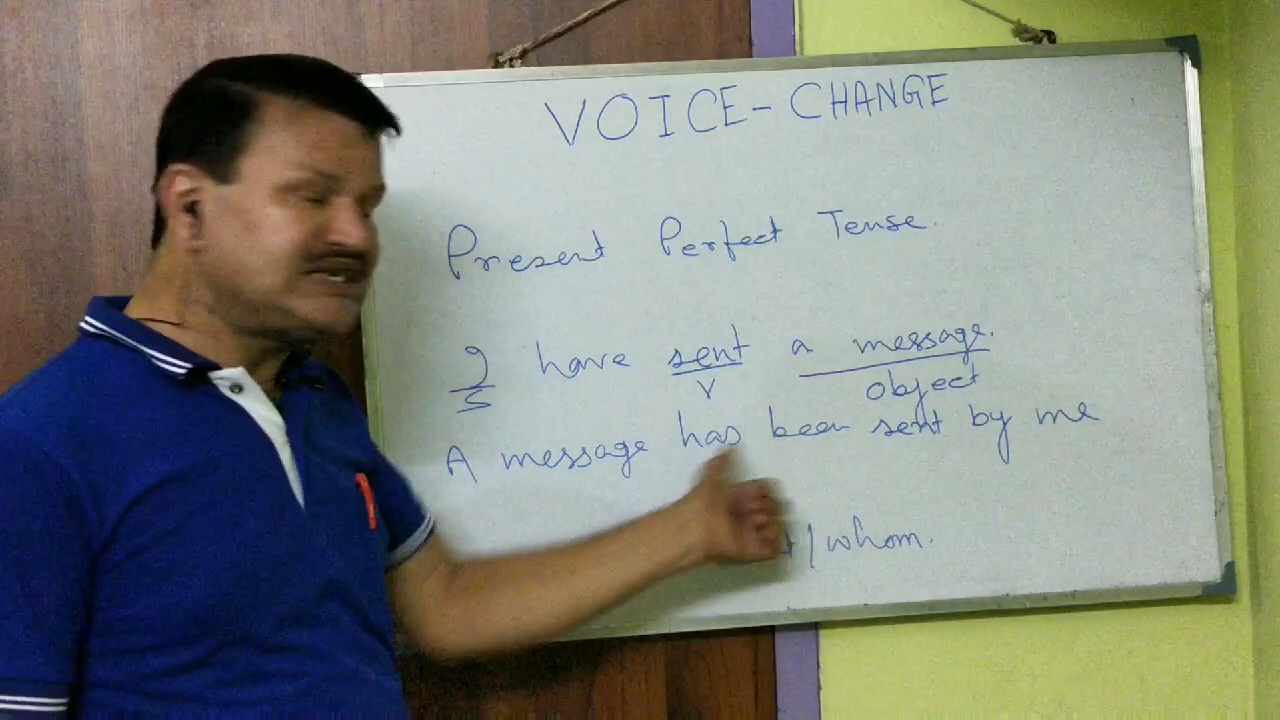 VOICE-CHANGE
Present Perfect Tense.
I have sent a message.
S V object
A message has been sent by me
/whom.